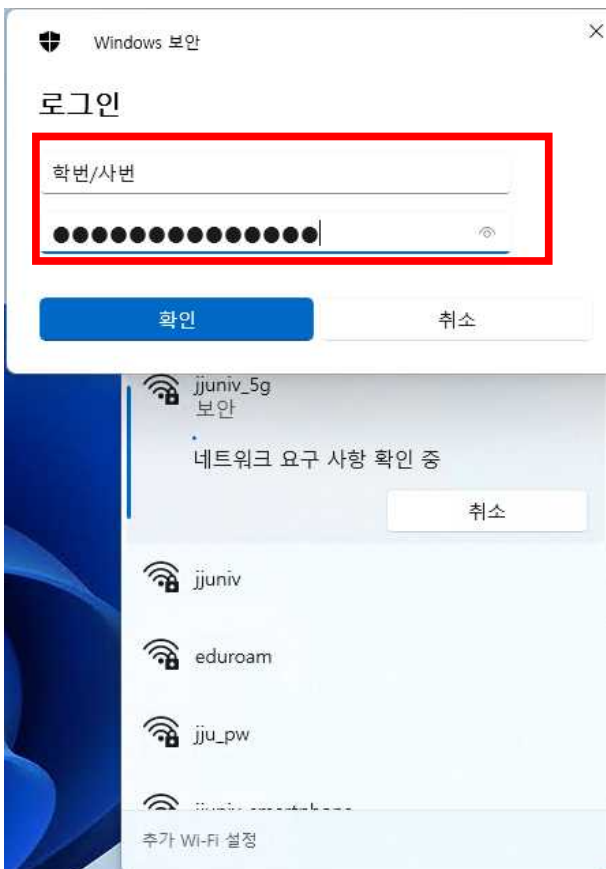 Windows 보안
로그인
학번/사번
●●●●●●●●●●●●●●
확인
취소
jjuniv_5g
보안
네트워크 요구 사항 확인 중
취소
jjuniv
eduroam
jju_pw
추가 Wi-Fi 설정